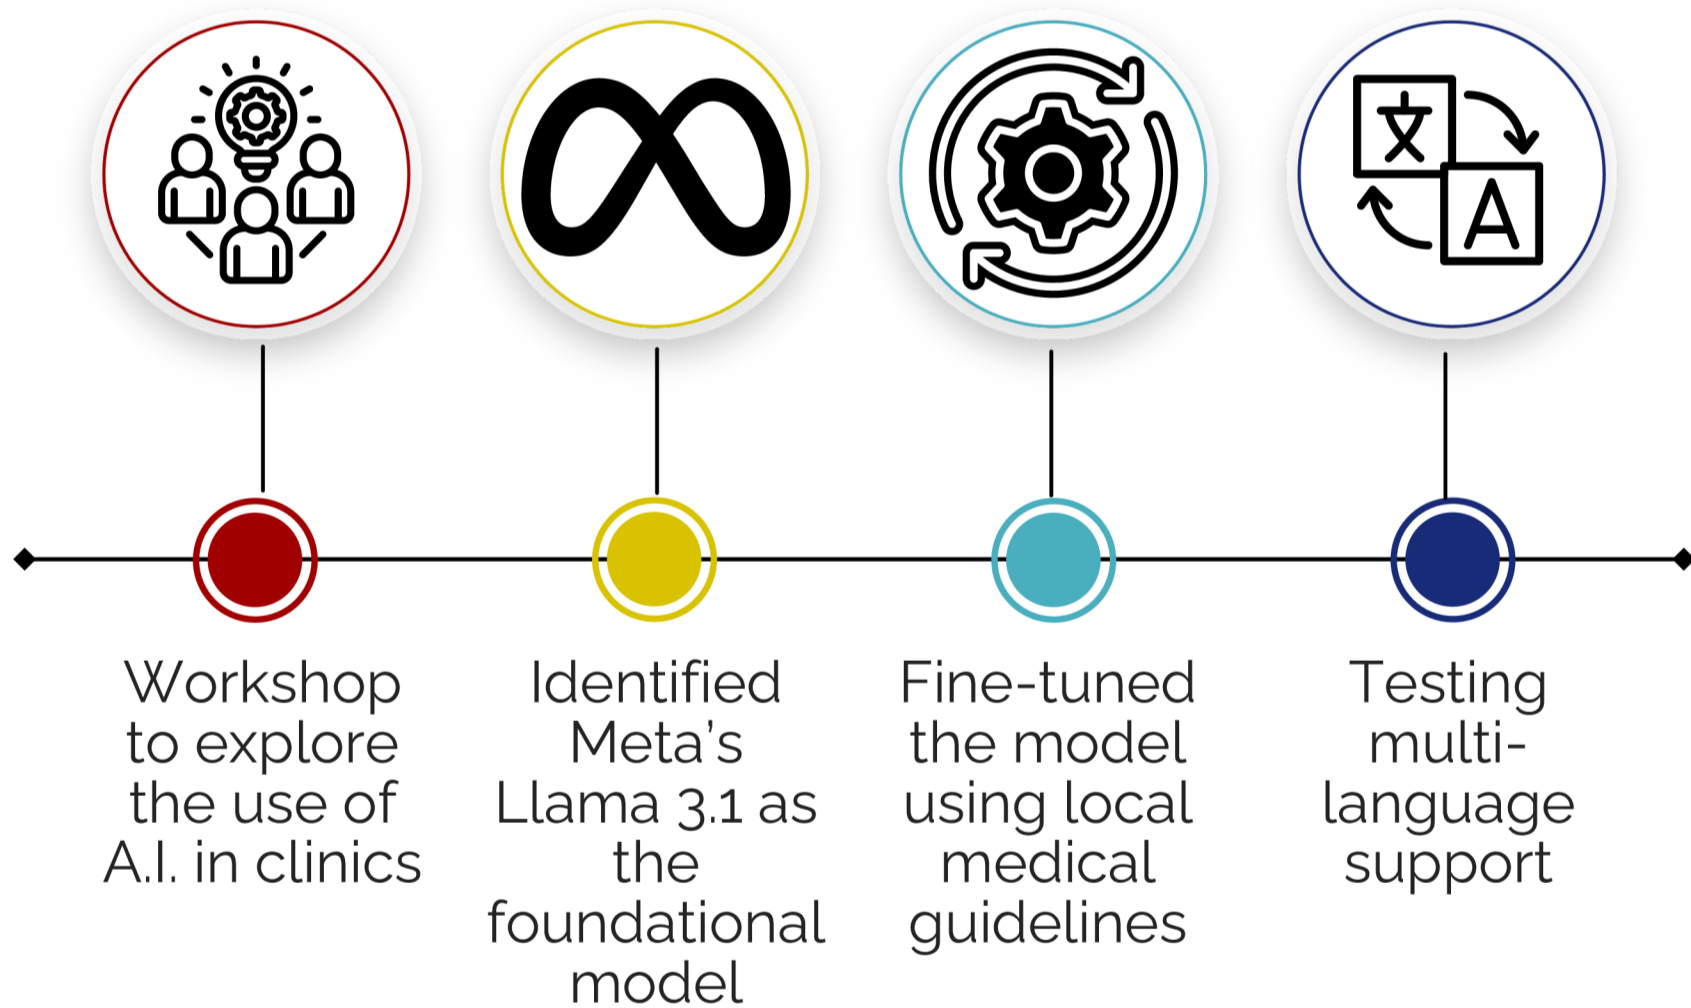 文
A
Workshop
to explore
the use of
A.I. in clinics
Identified
Meta's
Llama 3.1 as
the
foundational
model
Fine-tuned
the model
using local
medical
guidelines
Testing
multi-
language
support